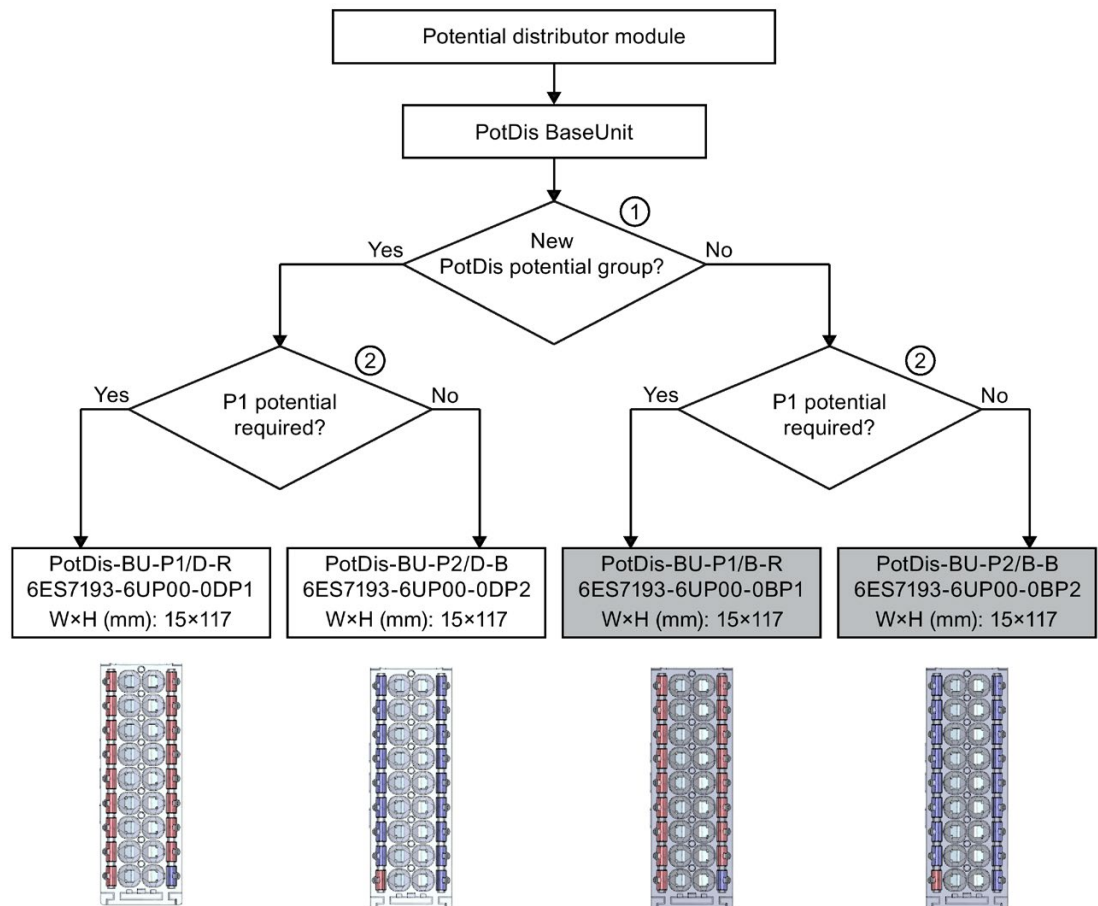 Potential distributor module
PotDis BaseUnit
1
New
PotDis potential group?
Yes
No
2
P1 potential
required?
Yes
No
2
P1 potential
required?
Yes
No
PotDis-BU-P1/D-R
6ES7193-6UP00-0DP1
W×H (mm): 15×117
PotDis-BU-P2/D-B
6ES7193-6UP00-0DP2
W×H (mm): 15×117
PotDis-BU-P1/B-R
6ES7193-6UP00-0BP1
W×H (mm): 15×117
PotDis-BU-P2/B-B
6ES7193-6UP00-0BP2
W×H (mm): 15×117